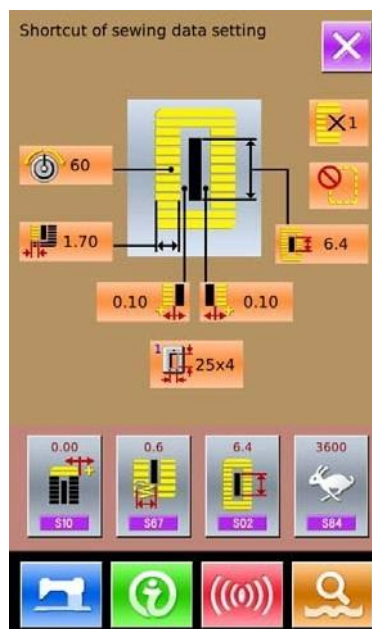 Shortcut of sewing data setting
X1
60
1.70
6.4
0.10
0.10
1
25x4
0.00
0.6
6.4
3600
S10
S67
S02
S84